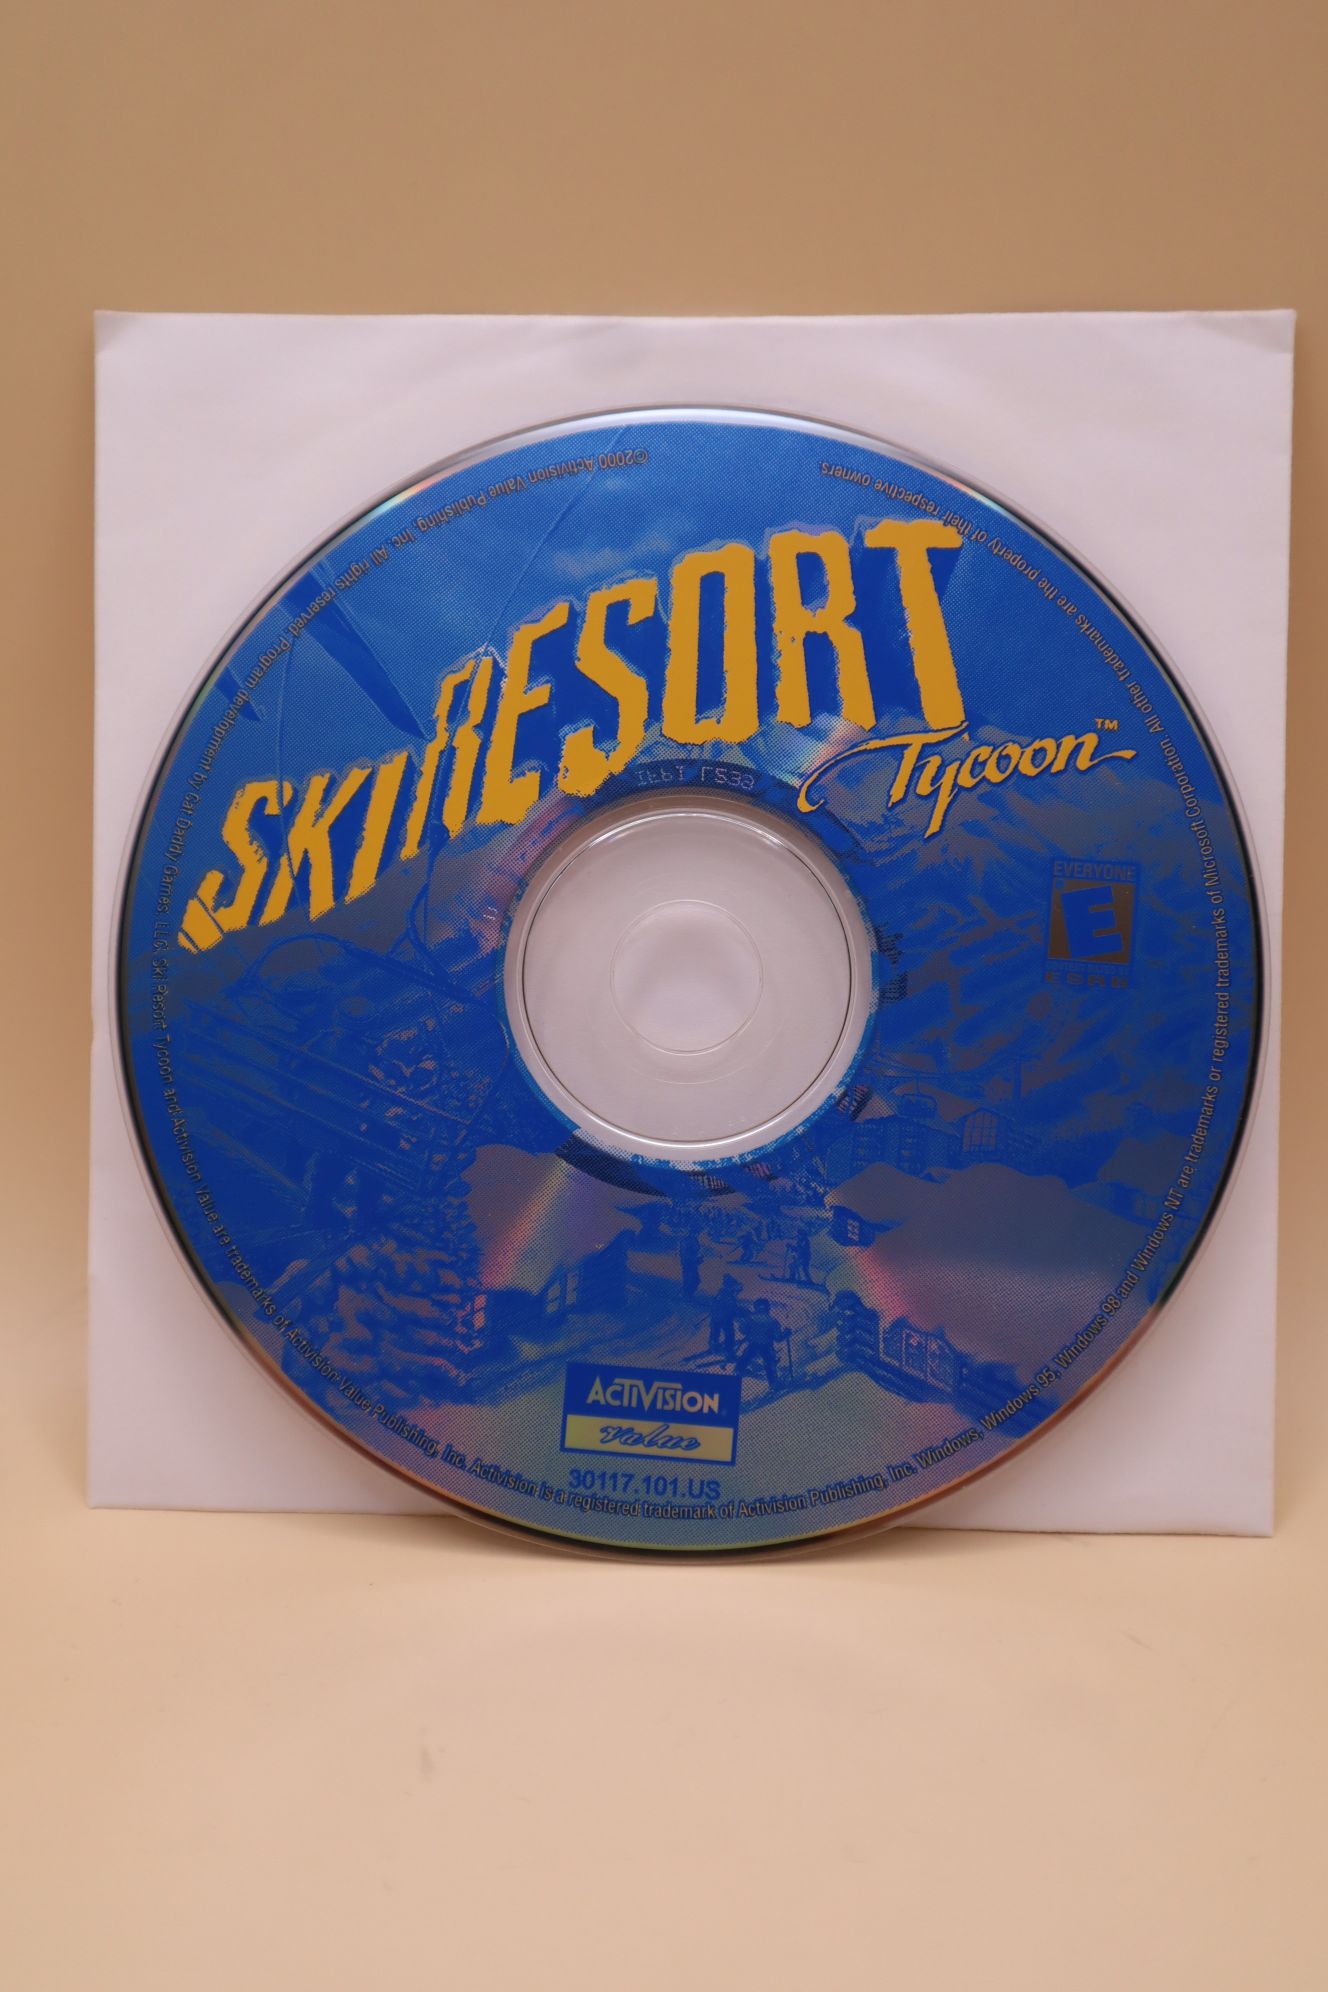 SKI RESORT
Tycoon™
EVERYONE
E
ESRB
ACTIVISION
Value
30117.101.US
©2000 Activision Value Publishing, Inc. All rights reserved. Program development by Cat Daddy Games, LLC. Ski Resort Tycoon and Activision Value are trademarks of Activision Value Publishing, Inc. Activision is a registered trademark of Activision Publishing, Inc. Windows, Windows 95, Windows 98 and Windows NT are trademarks or registered trademarks of Microsoft Corporation. All other trademarks are the property of their respective owners.